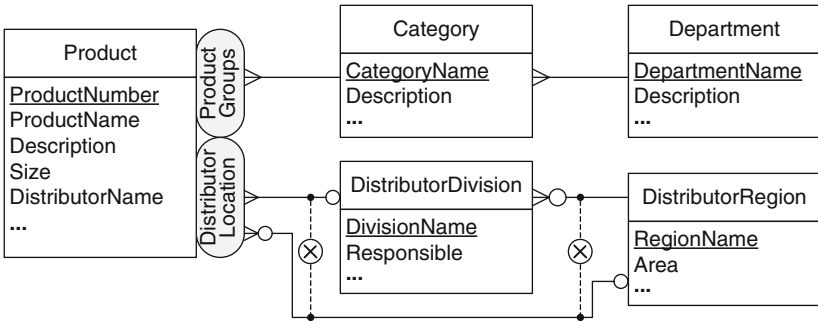 Product
ProductNumber
ProductName
Description
Size
DistributorName
...
Product
Groups
Distributor
Location
Category
CategoryName
Description
...
Department
DepartmentName
Description
...
DistributorDivision
DivisionName
Responsible
...
DistributorRegion
RegionName
Area
...